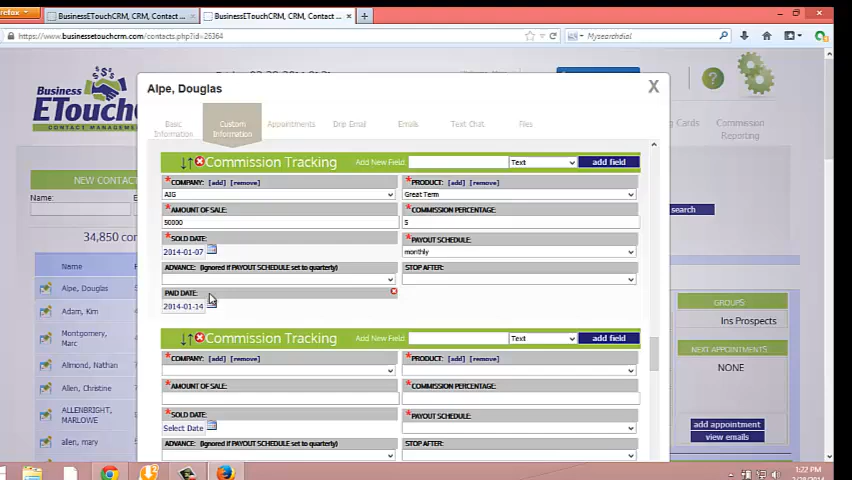 BusinessETouchCRM, CRM, Contact ...
BusinessETouchCRM, CRM, Contact ...
https://www.businessetouchcrm.com/contacts.php?id=26364
Mysearchdial
Business
ETouch
CONTACT MANAGEME
Alpe, Douglas
X
?
Basic
Information
Custom
Information
Appointments
Drip Email
Emails
Text Chat
Files
ng Cards
Commission
Reporting
NEW CONTAC
Name:
search
34,850 con
Name
Alpe, Douglas
Adam, Kim
Montgomery,
Marc
Almond, Nathan
Allen, Christine
ALLENBRIGHT,
MARLOWE
allen, mary
Commission Tracking
Add New Field:
Text
add field
*COMPANY: [add] [remove]
*PRODUCT: [add] [remove]
AIG
Great Term
*AMOUNT OF SALE:
*COMMISSION PERCENTAGE:
50000
5
*SOLD DATE:
*PAYOUT SCHEDULE:
2014-01-07
monthly
ADVANCE: (Ignored if PAYOUT SCHEDULE set to quarterly)
STOP AFTER:
PAID DATE:
2014-01-14
Commission Tracking
Add New Field:
Text
add field
*COMPANY: [add] [remove]
*PRODUCT: [add] [remove]
*AMOUNT OF SALE:
*COMMISSION PERCENTAGE:
*SOLD DATE:
*PAYOUT SCHEDULE:
Select Date
ADVANCE: (Ignored if PAYOUT SCHEDULE set to quarterly)
STOP AFTER:
GROUPS:
Ins Prospects
NEXT APPOINTMENTS
NONE
add appointment
view emails
1:22 PM